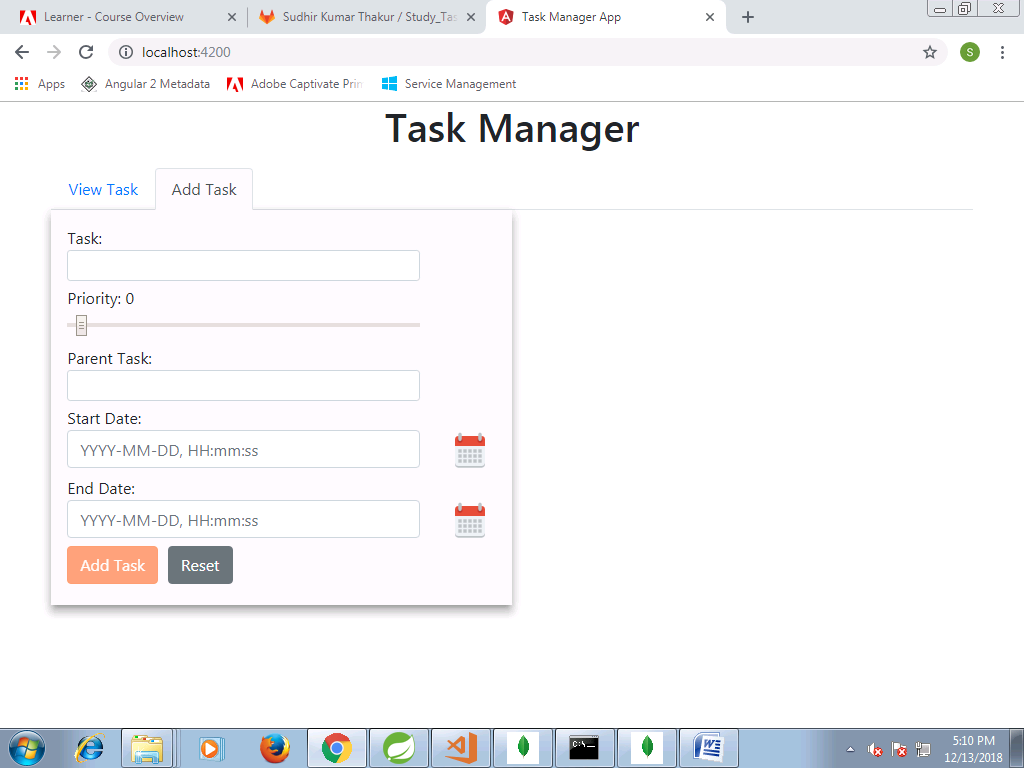 Learner - Course Overview
Sudhir Kumar Thakur / Study_Tas
Task Manager App
localhost:4200
S
Apps
Angular 2 Metadata
Adobe Captivate Prim
Service Management
Task Manager
View Task
Add Task
Task:
Priority: 0
Parent Task:
Start Date:
YYYY-MM-DD, HH:mm:ss
End Date:
YYYY-MM-DD, HH:mm:ss
Add Task
Reset
C:\_
5:10 PM
12/13/2018